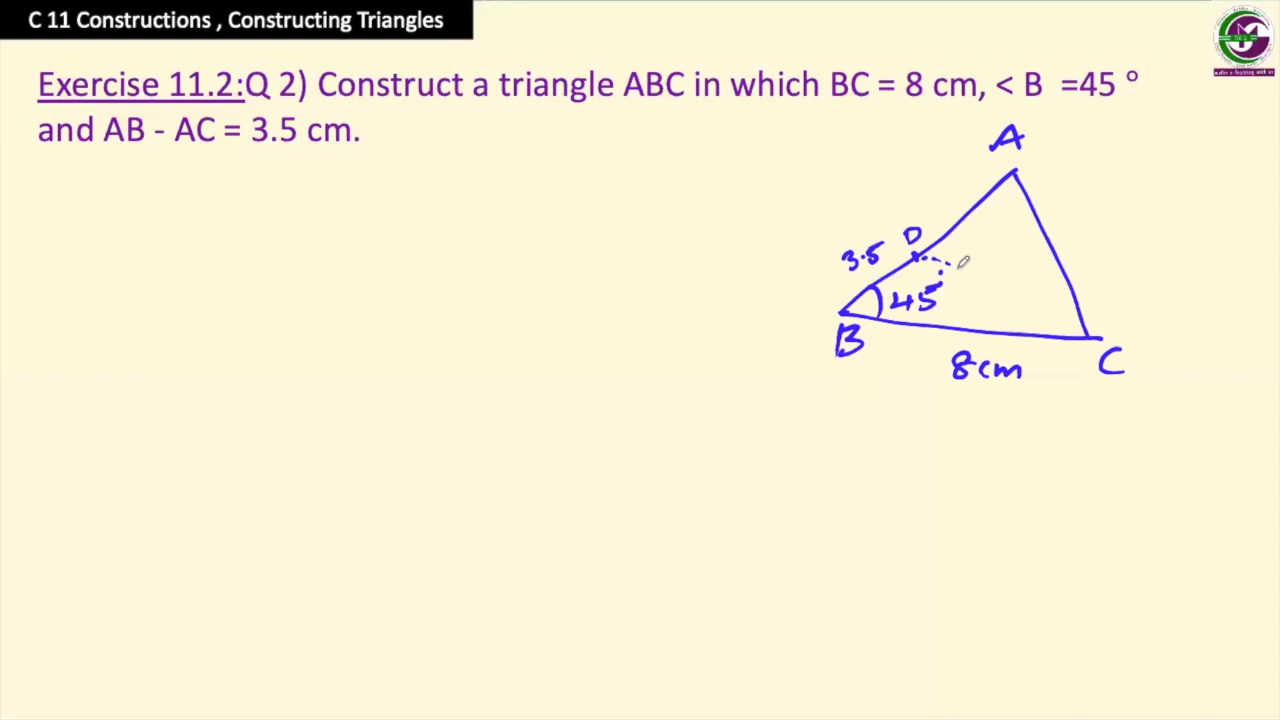 C 11 Constructions , Constructing Triangles
Exercise 11.2:Q 2) Construct a triangle ABC in which BC = 8 cm, < B =45 °
and AB - AC = 3.5 cm.
A
D
3.5
45°
B
8cm
C